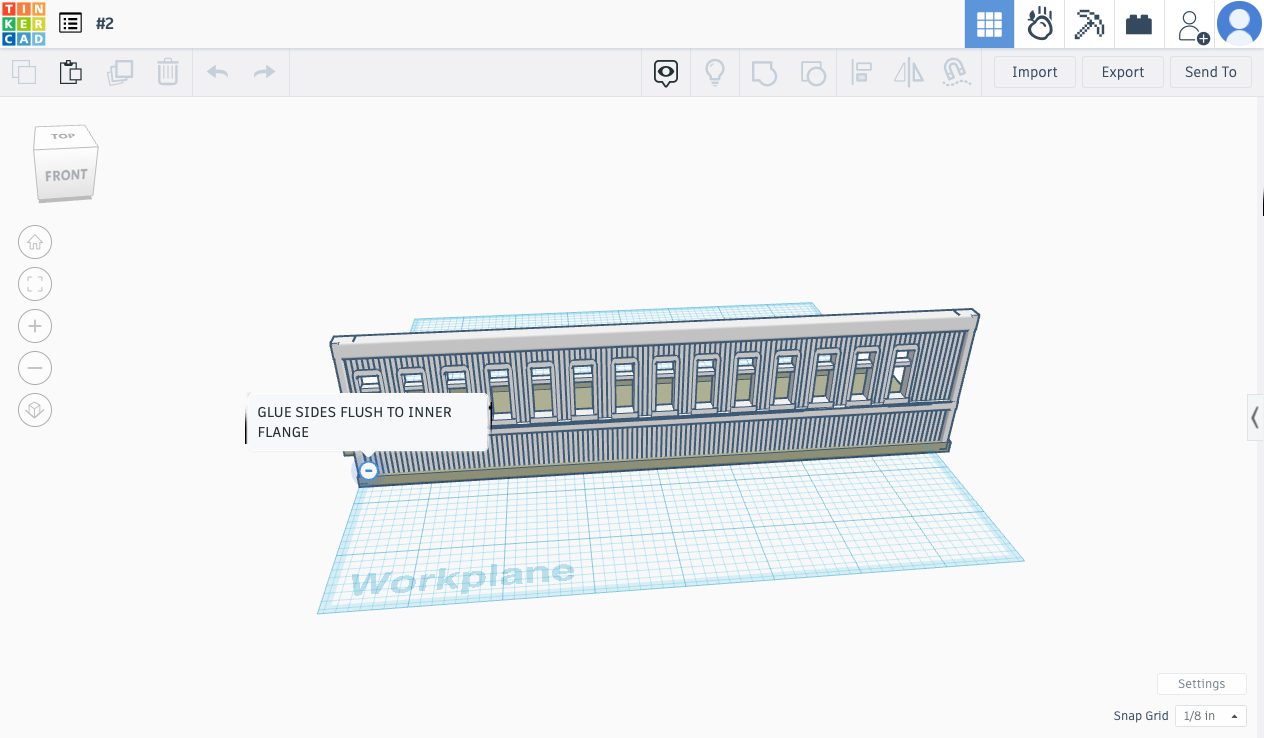 TIN
KER
CAD
#2
Import
Export
Send To
TOP
FRONT
GLUE SIDES FLUSH TO INNER
FLANGE
Workplane
Settings
Snap Grid
1/8 in